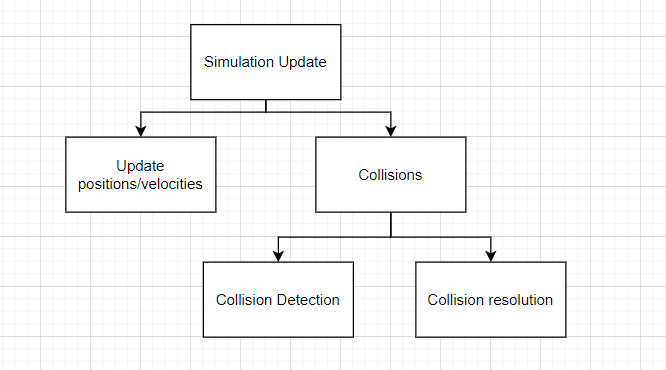 Simulation Update
Update
positions/velocities
Collisions
Collision Detection
Collision resolution